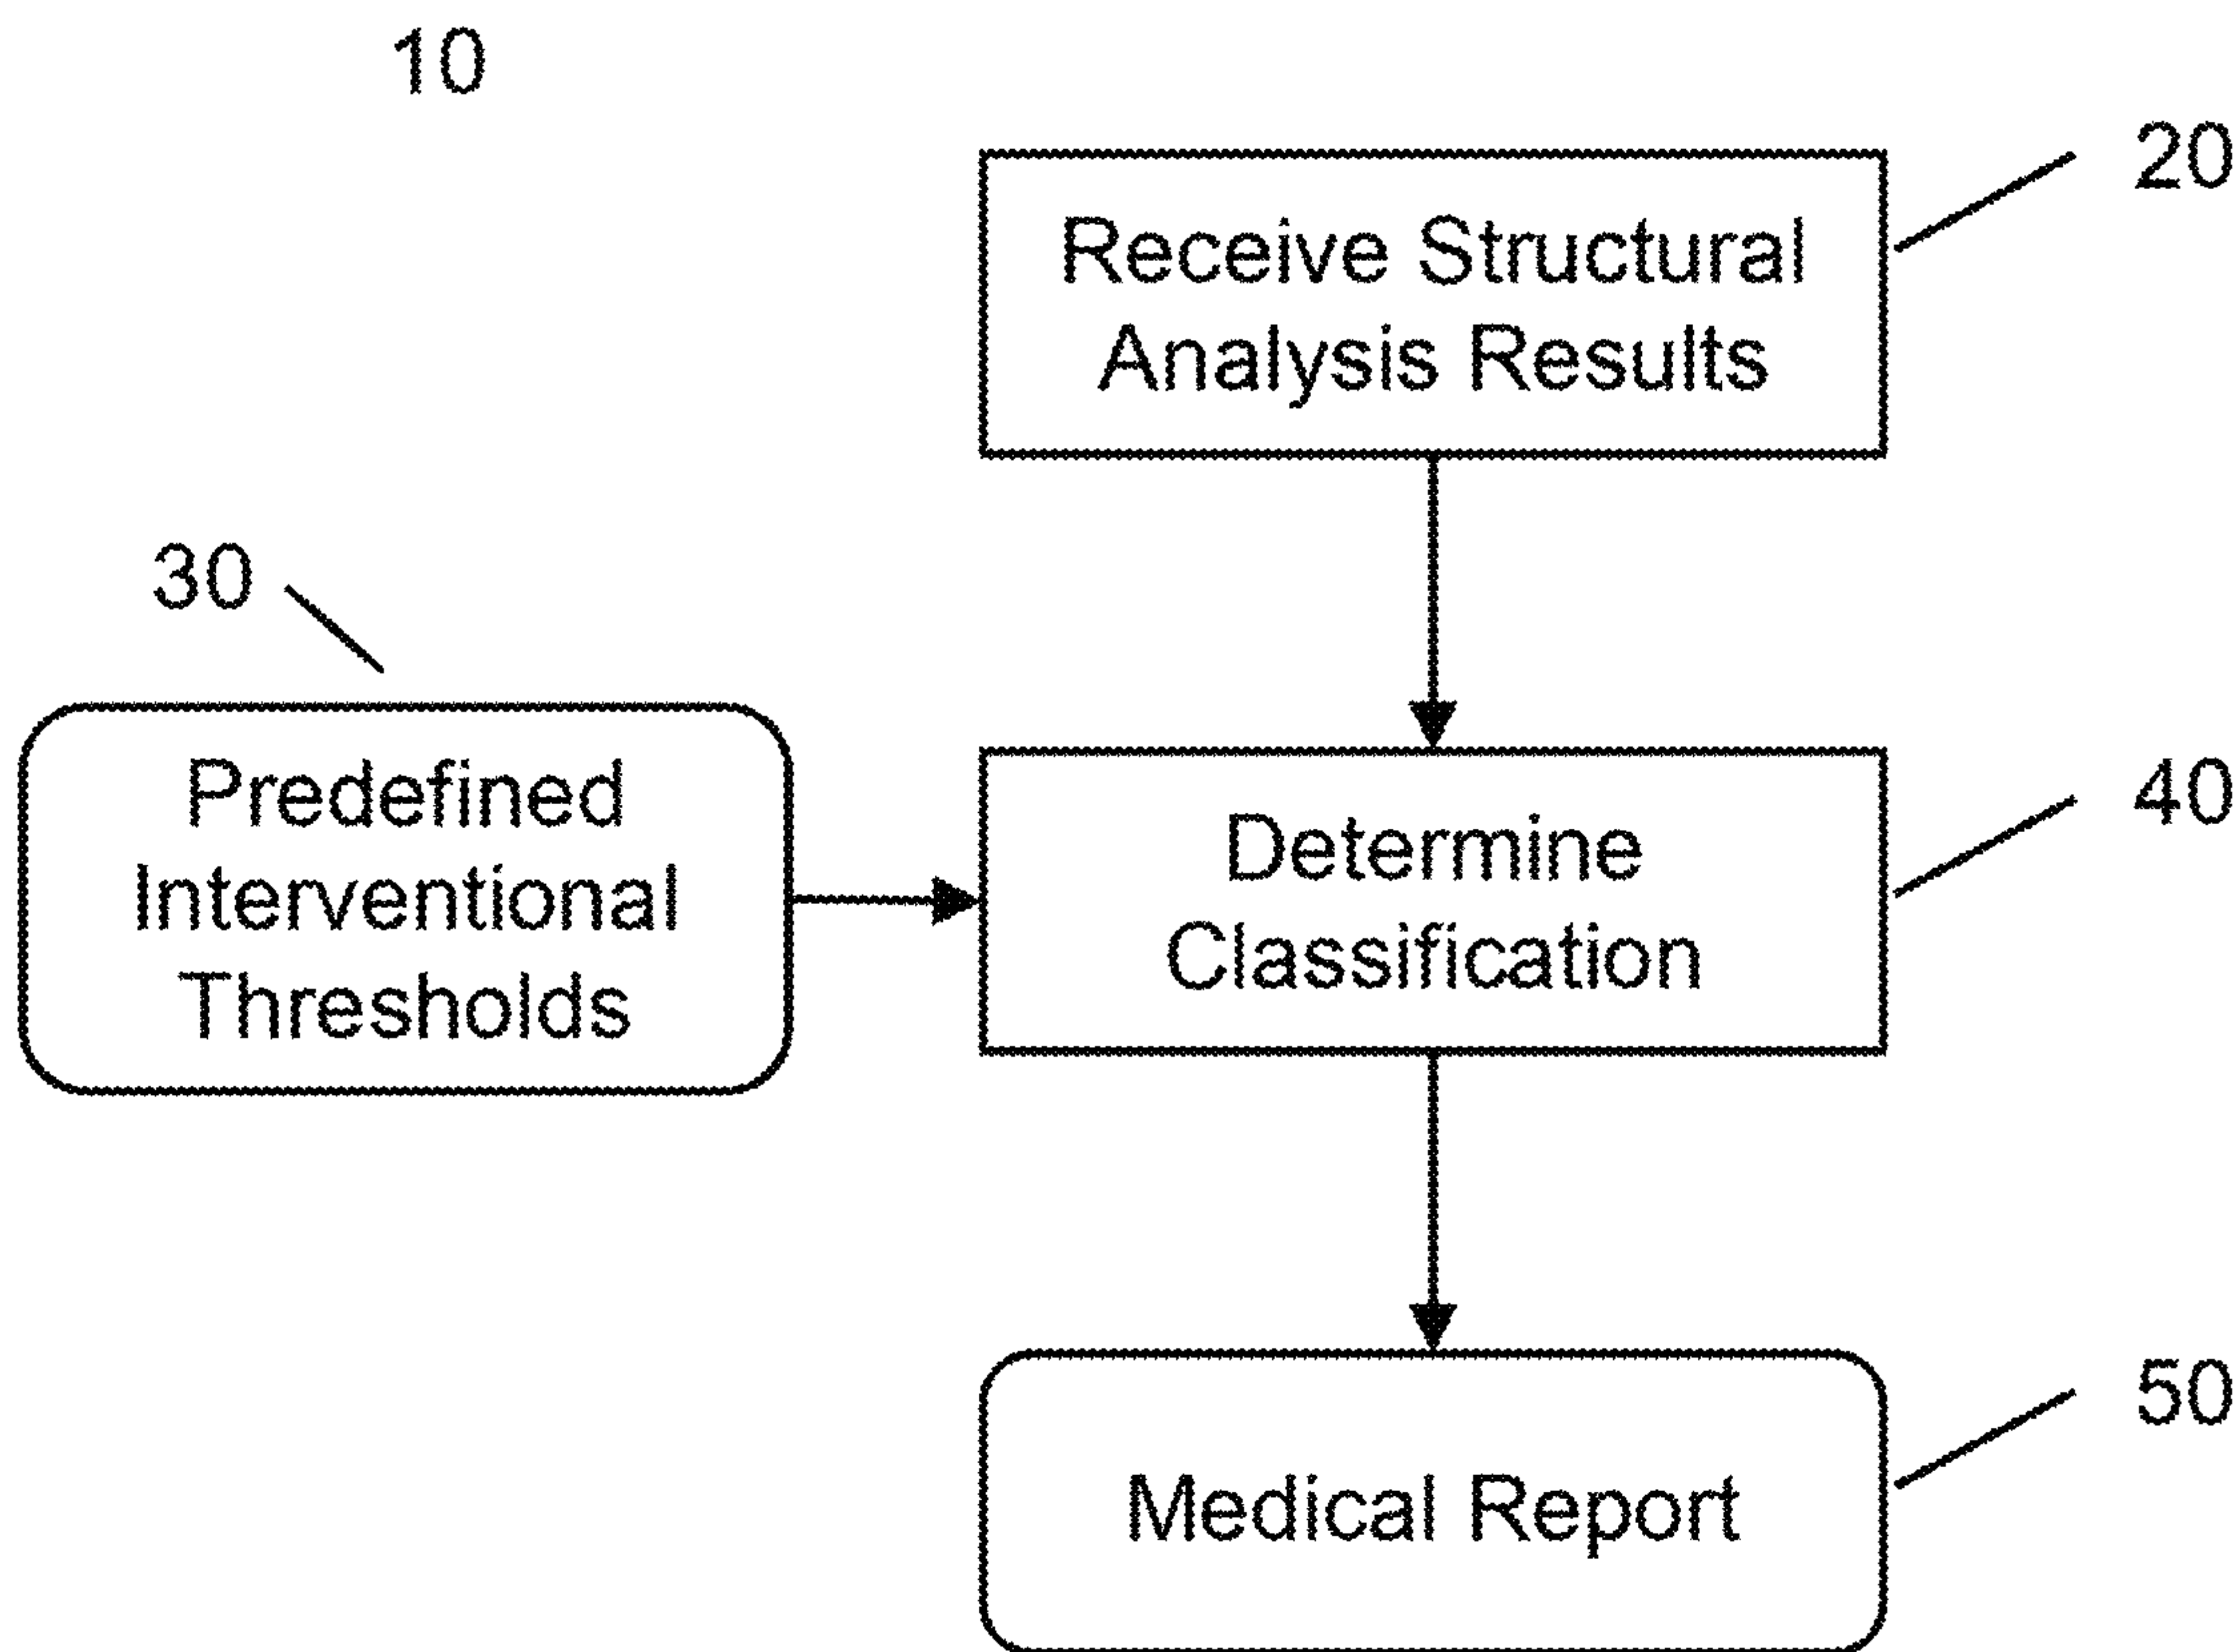 10
20
Receive Structural
Analysis Results
30
Predefined
Interventional
Thresholds
40
Determine
Classification
50
Medical Report